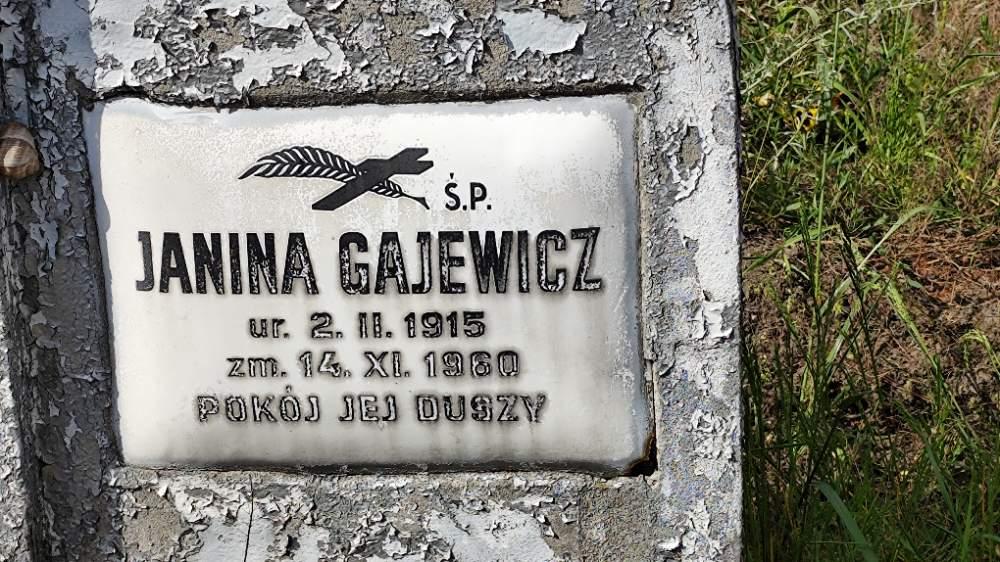 Ś.P.
JANINA GAJEWICZ
ur. 2. II. 1915
zm. 14. XI. 1960
POKÓJ JEJ DUSZY